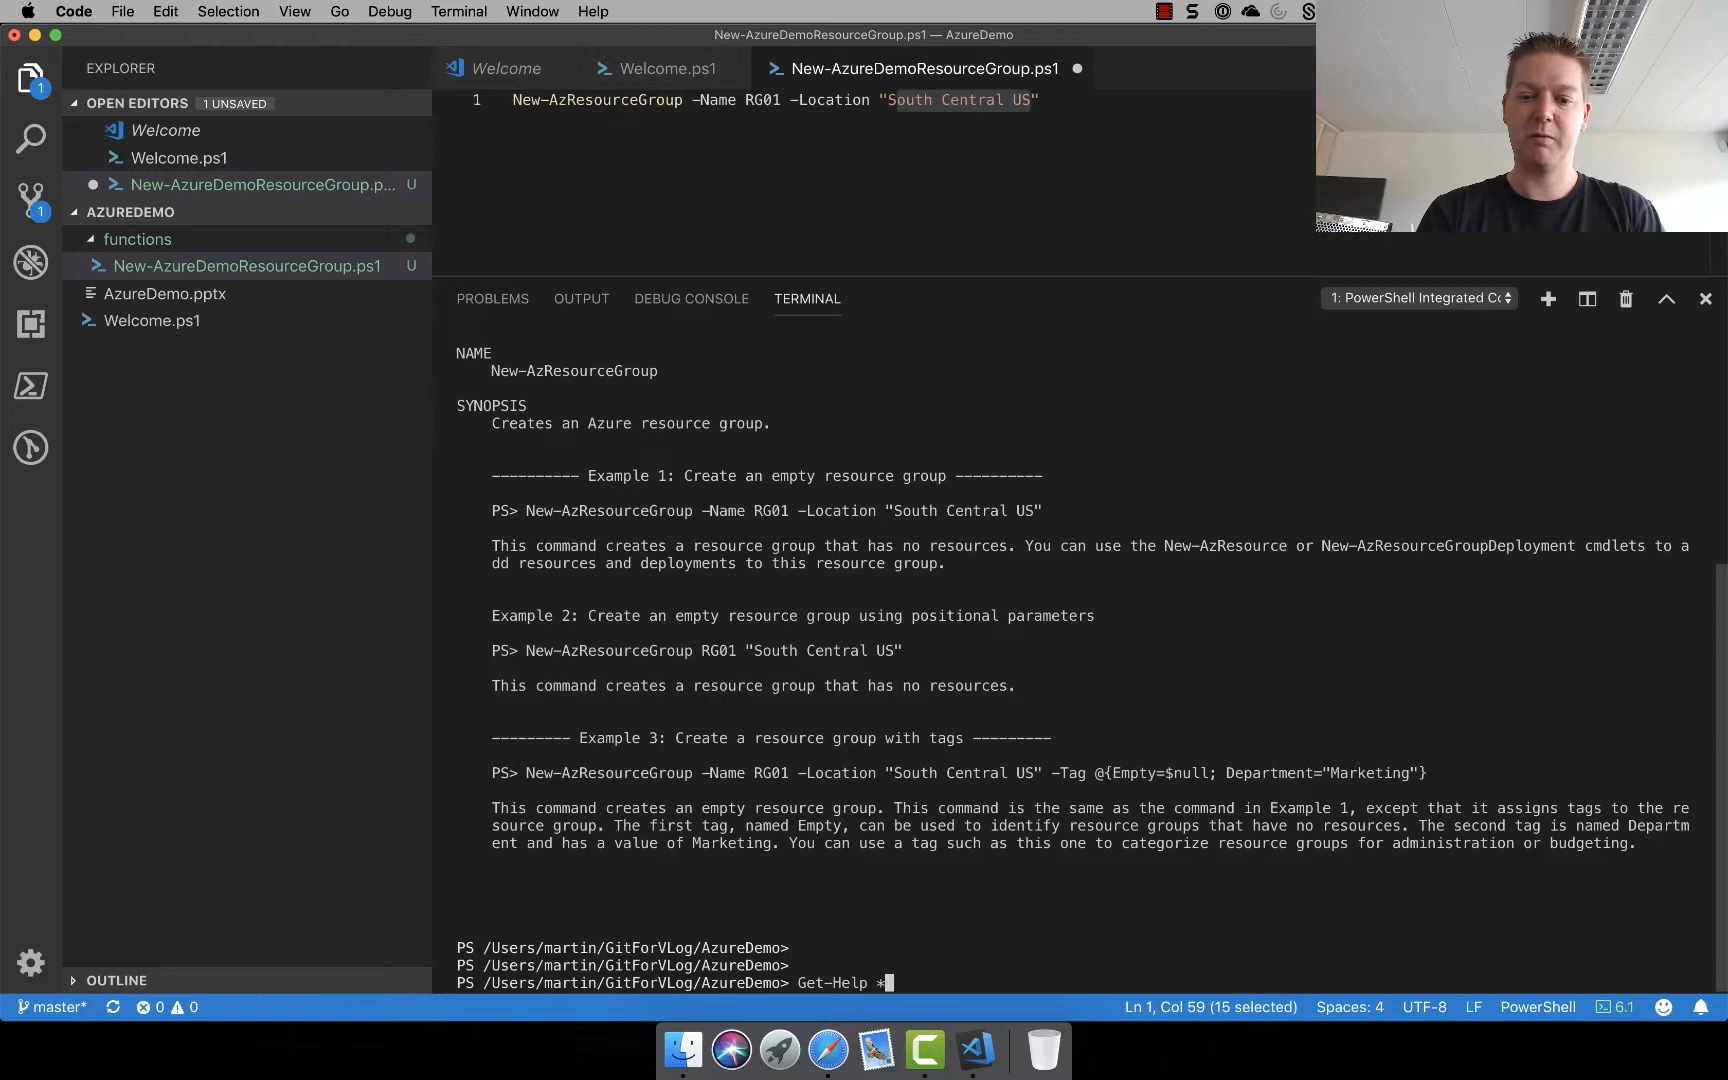 Code File Edit Selection View Go Debug Terminal Window Help
New-AzureDemoResourceGroup.ps1 — AzureDemo
EXPLORER
OPEN EDITORS 1 UNSAVED
Welcome
Welcome.ps1
New-AzureDemoResourceGroup.p... U
AZUREDEMO
functions
New-AzureDemoResourceGroup.ps1 U
AzureDemo.pptx
Welcome.ps1
OUTLINE
1
1
Welcome Welcome.ps1 New-AzureDemoResourceGroup.ps1
1 New-AzResourceGroup -Name RG01 -Location "South Central US"
PROBLEMS OUTPUT DEBUG CONSOLE TERMINAL 1: PowerShell Integrated Cc
NAME
New-AzResourceGroup
SYNOPSIS
Creates an Azure resource group.
---------- Example 1: Create an empty resource group ----------
PS> New-AzResourceGroup -Name RG01 -Location "South Central US"
This command creates a resource group that has no resources. You can use the New-AzResource or New-AzResourceGroupDeployment cmdlets to a
dd resources and deployments to this resource group.
Example 2: Create an empty resource group using positional parameters
PS> New-AzResourceGroup RG01 "South Central US"
This command creates a resource group that has no resources.
--------- Example 3: Create a resource group with tags ---------
PS> New-AzResourceGroup -Name RG01 -Location "South Central US" -Tag @{Empty=$null; Department="Marketing"}
This command creates an empty resource group. This command is the same as the command in Example 1, except that it assigns tags to the re
source group. The first tag, named Empty, can be used to identify resource groups that have no resources. The second tag is named Departm
ent and has a value of Marketing. You can use a tag such as this one to categorize resource groups for administration or budgeting.
PS /Users/martin/GitForVLog/AzureDemo>
PS /Users/martin/GitForVLog/AzureDemo>
PS /Users/martin/GitForVLog/AzureDemo> Get-Help *
master* 0 0 Ln 1, Col 59 (15 selected) Spaces: 4 UTF-8 LF PowerShell 6.1